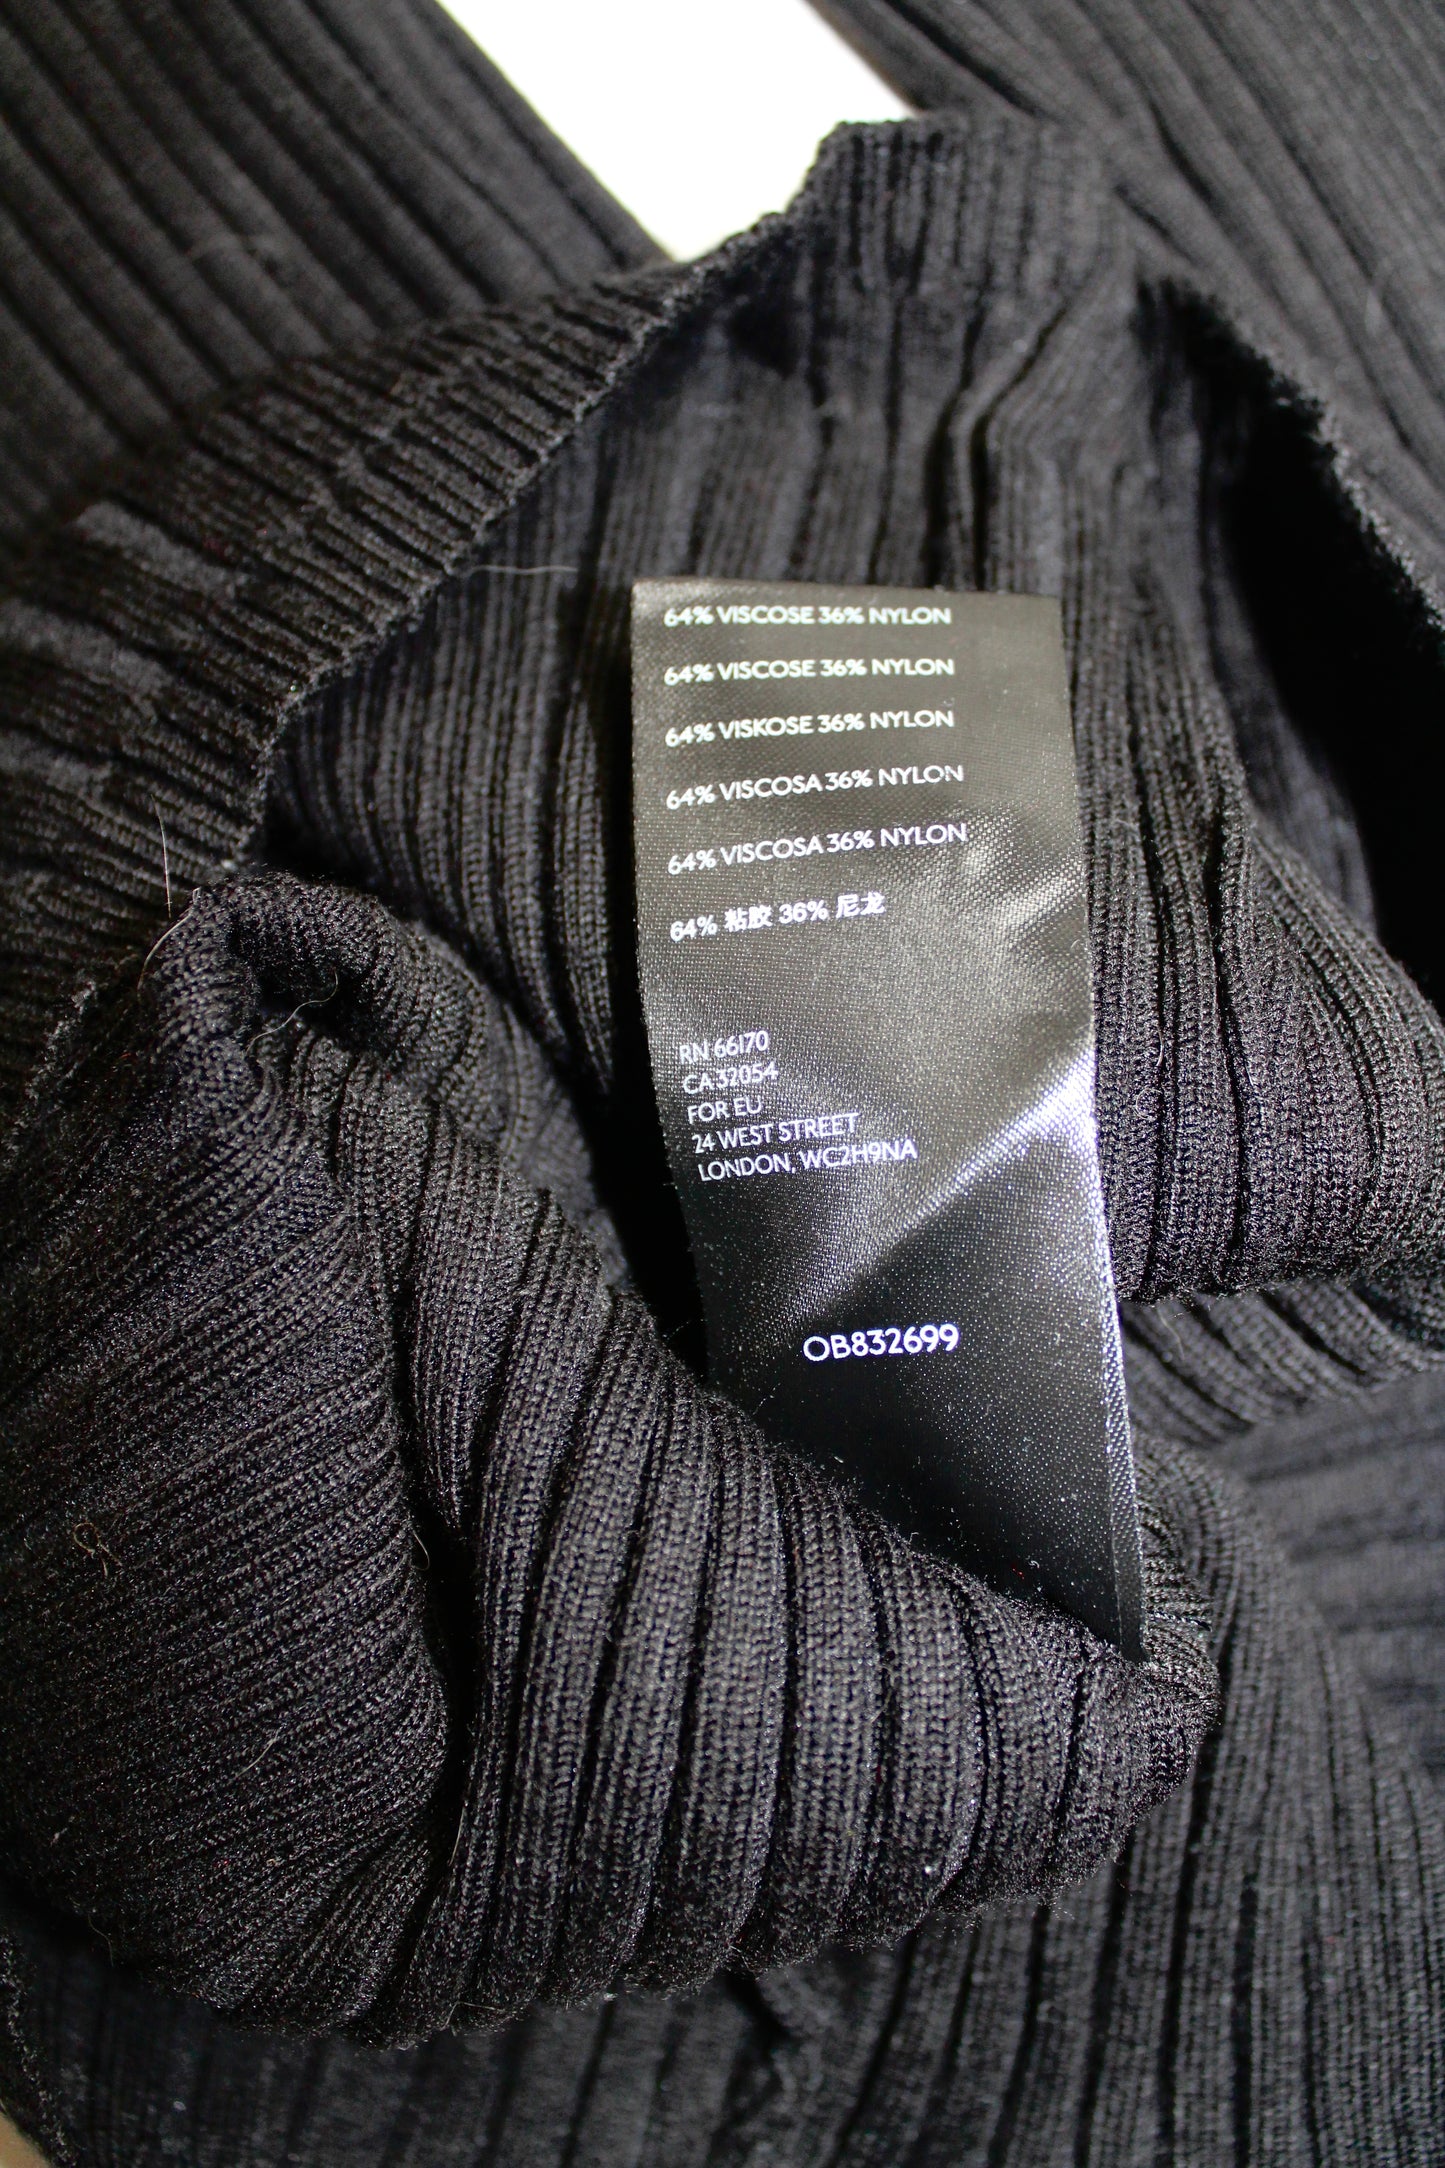 64% VISCOSE 36% NYLON
64% VISCOSE 36% NYLON
64% VISKOSE 36% NYLON
64% VISCOSA 36% NYLON
64% VISCOSA 36% NYLON
64% 粘胶 36% 尼龙
RN 66170
CA 32054
FOR EU
24 WEST STREET
LONDON, WC2H9NA
OB832699